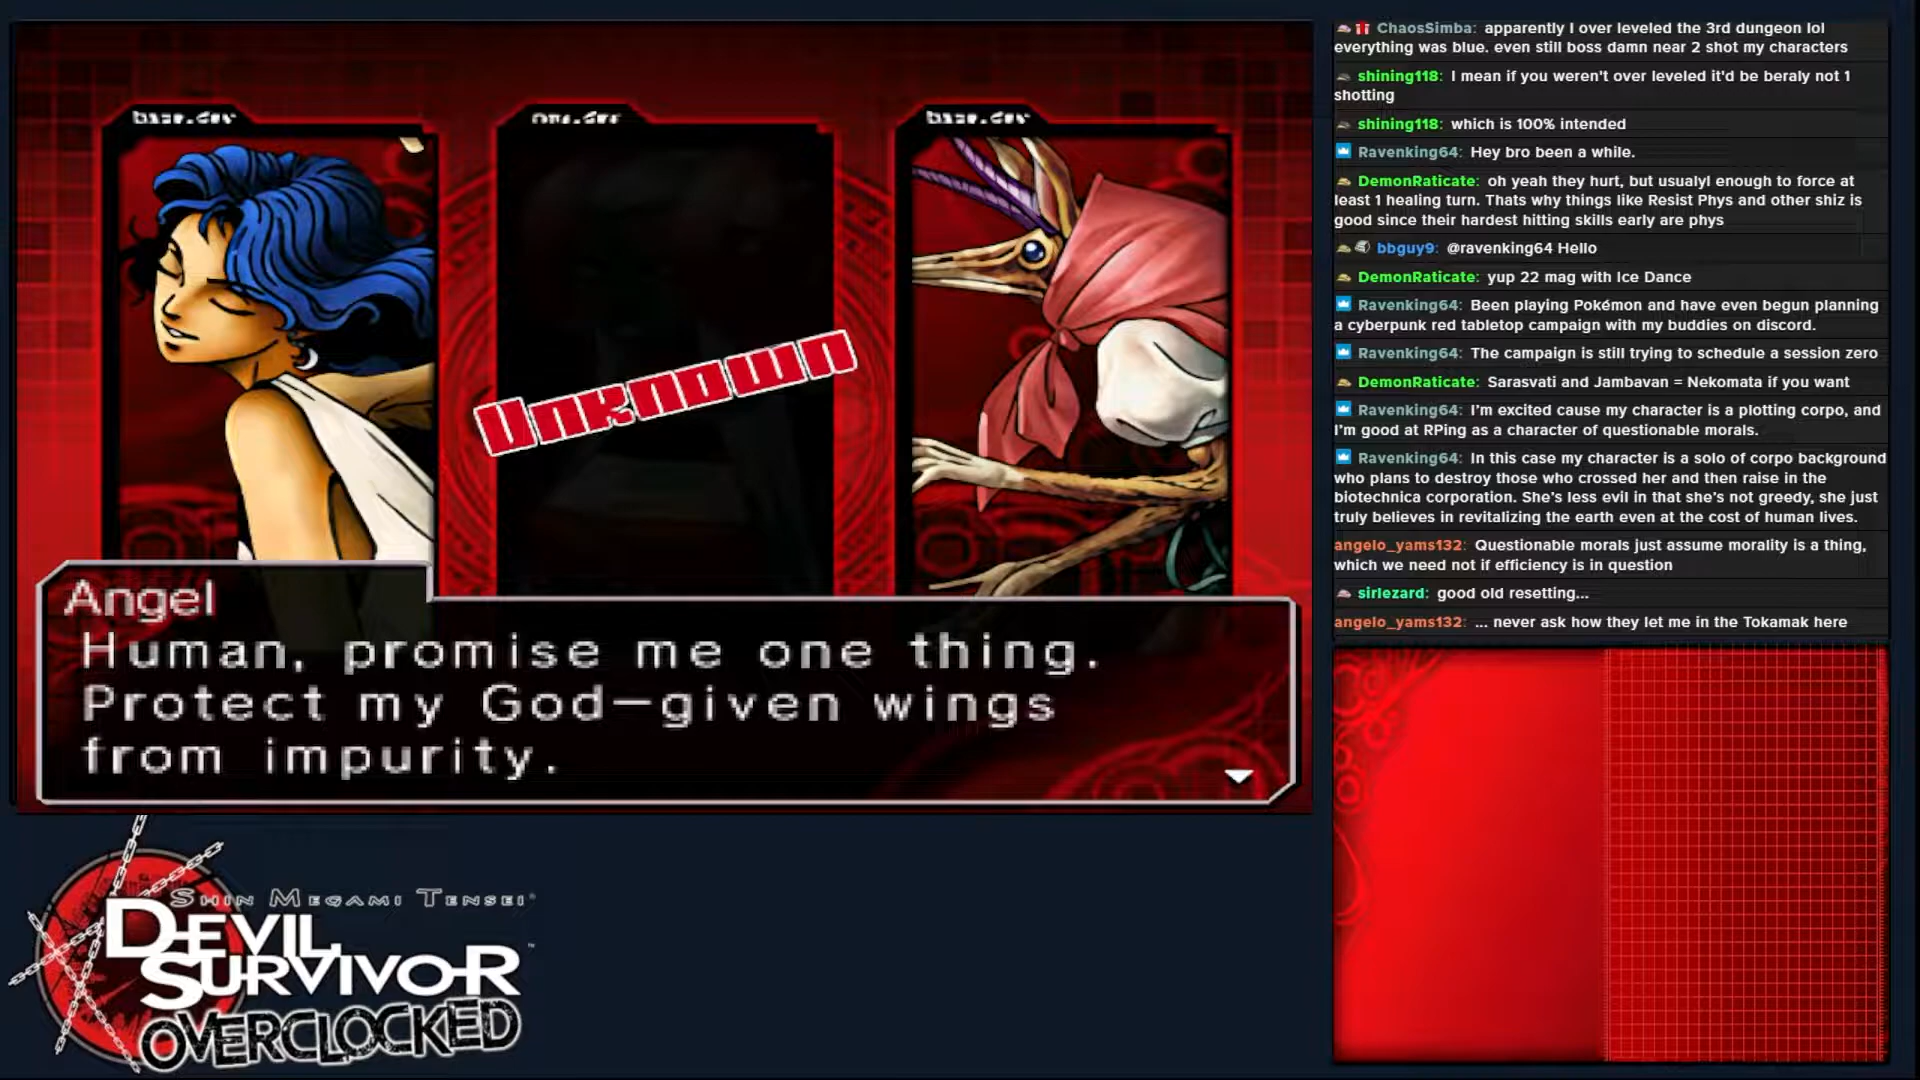 base.dev
one.dev
base.dev
Unknown
Angel
Human, promise me one thing.
Protect my God-given wings
from impurity.
SHIN MEGAMI TENSEI
DEVIL
SURVIVOR
OVERCLOCKED
ChaosSimba: apparently I over leveled the 3rd dungeon lol
everything was blue. even still boss damn near 2 shot my characters
shining118: I mean if you weren't over leveled it'd be beraly not 1
shotting
shining118: which is 100% intended
Ravenking64: Hey bro been a while.
DemonRaticate: oh yeah they hurt, but usualyl enough to force at
least 1 healing turn. Thats why things like Resist Phys and other shiz is
good since their hardest hitting skills early are phys
bbguy9: @ravenking64 Hello
DemonRaticate: yup 22 mag with Ice Dance
Ravenking64: Been playing Pokémon and have even begun planning
a cyberpunk red tabletop campaign with my buddies on discord.
Ravenking64: The campaign is still trying to schedule a session zero
DemonRaticate: Sarasvati and Jambavan = Nekomata if you want
Ravenking64: I'm excited cause my character is a plotting corpo, and
I'm good at RPing as a character of questionable morals.
Ravenking64: In this case my character is a solo of corpo background
who plans to destroy those who crossed her and then raise in the
biotechnica corporation. She's less evil in that she's not greedy, she just
truly believes in revitalizing the earth even at the cost of human lives.
angelo_yams132: Questionable morals just assume morality is a thing,
which we need not if efficiency is in question
sirlezard: good old resetting...
angelo_yams132: ... never ask how they let me in the Tokamak here